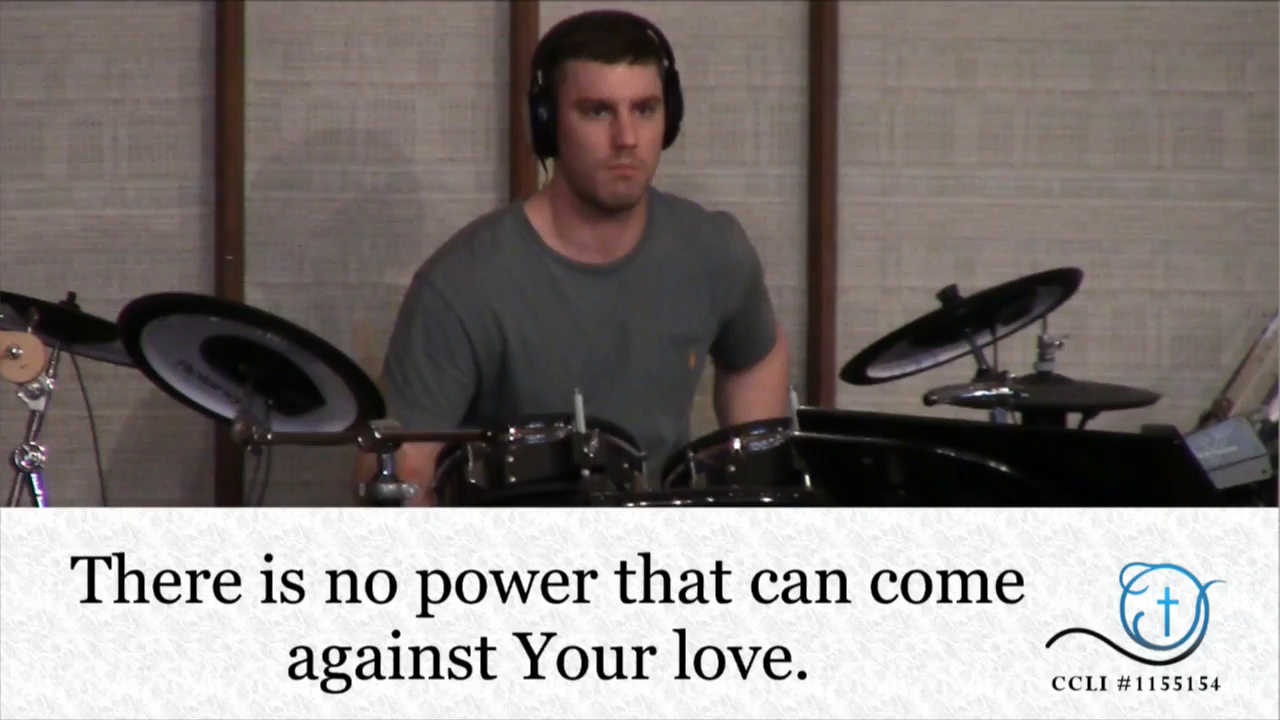 There is no power that can come
against Your love.
CCLI #1155154